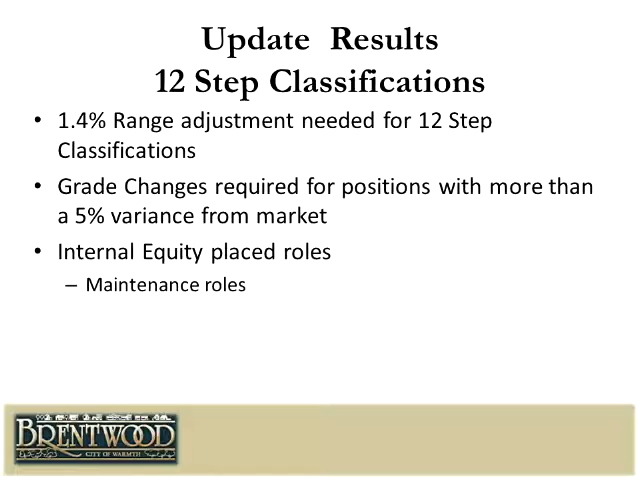 Update Results
12 Step Classifications
• 1.4% Range adjustment needed for 12 Step
Classifications
• Grade Changes required for positions with more than
a 5% variance from market
• Internal Equity placed roles
– Maintenance roles
BRENTWOOD
CITY OF WARMTH